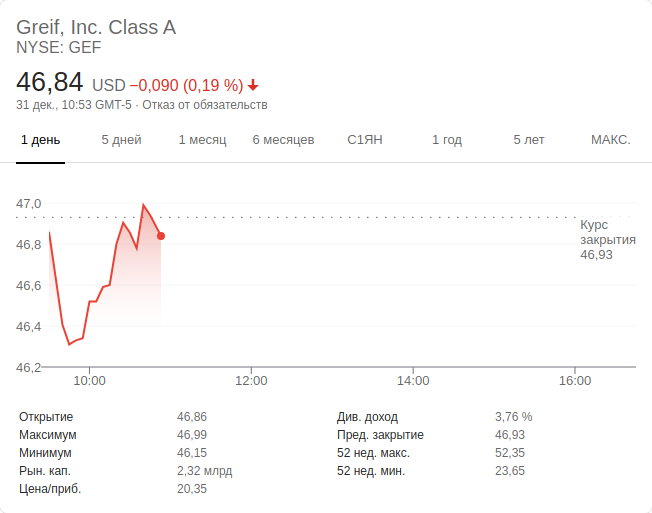 Greif, Inc. Class A
NYSE: GEF
46,84 USD −0,090 (0,19 %)
31 дек., 10:53 GMT-5 · Отказ от обязательств
1 день 5 дней 1 месяц 6 месяцев С1ЯН 1 год 5 лет МАКС.
47,0
46,8
46,6
46,4
46,2
Курс
закрытия
46,93
10:00 12:00 14:00 16:00
Открытие 46,86 Див. доход 3,76 %
Максимум 46,99 Пред. закрытие 46,93
Минимум 46,15 52 нед. макс. 52,35
Рын. кап. 2,32 млрд 52 нед. мин. 23,65
Цена/приб. 20,35